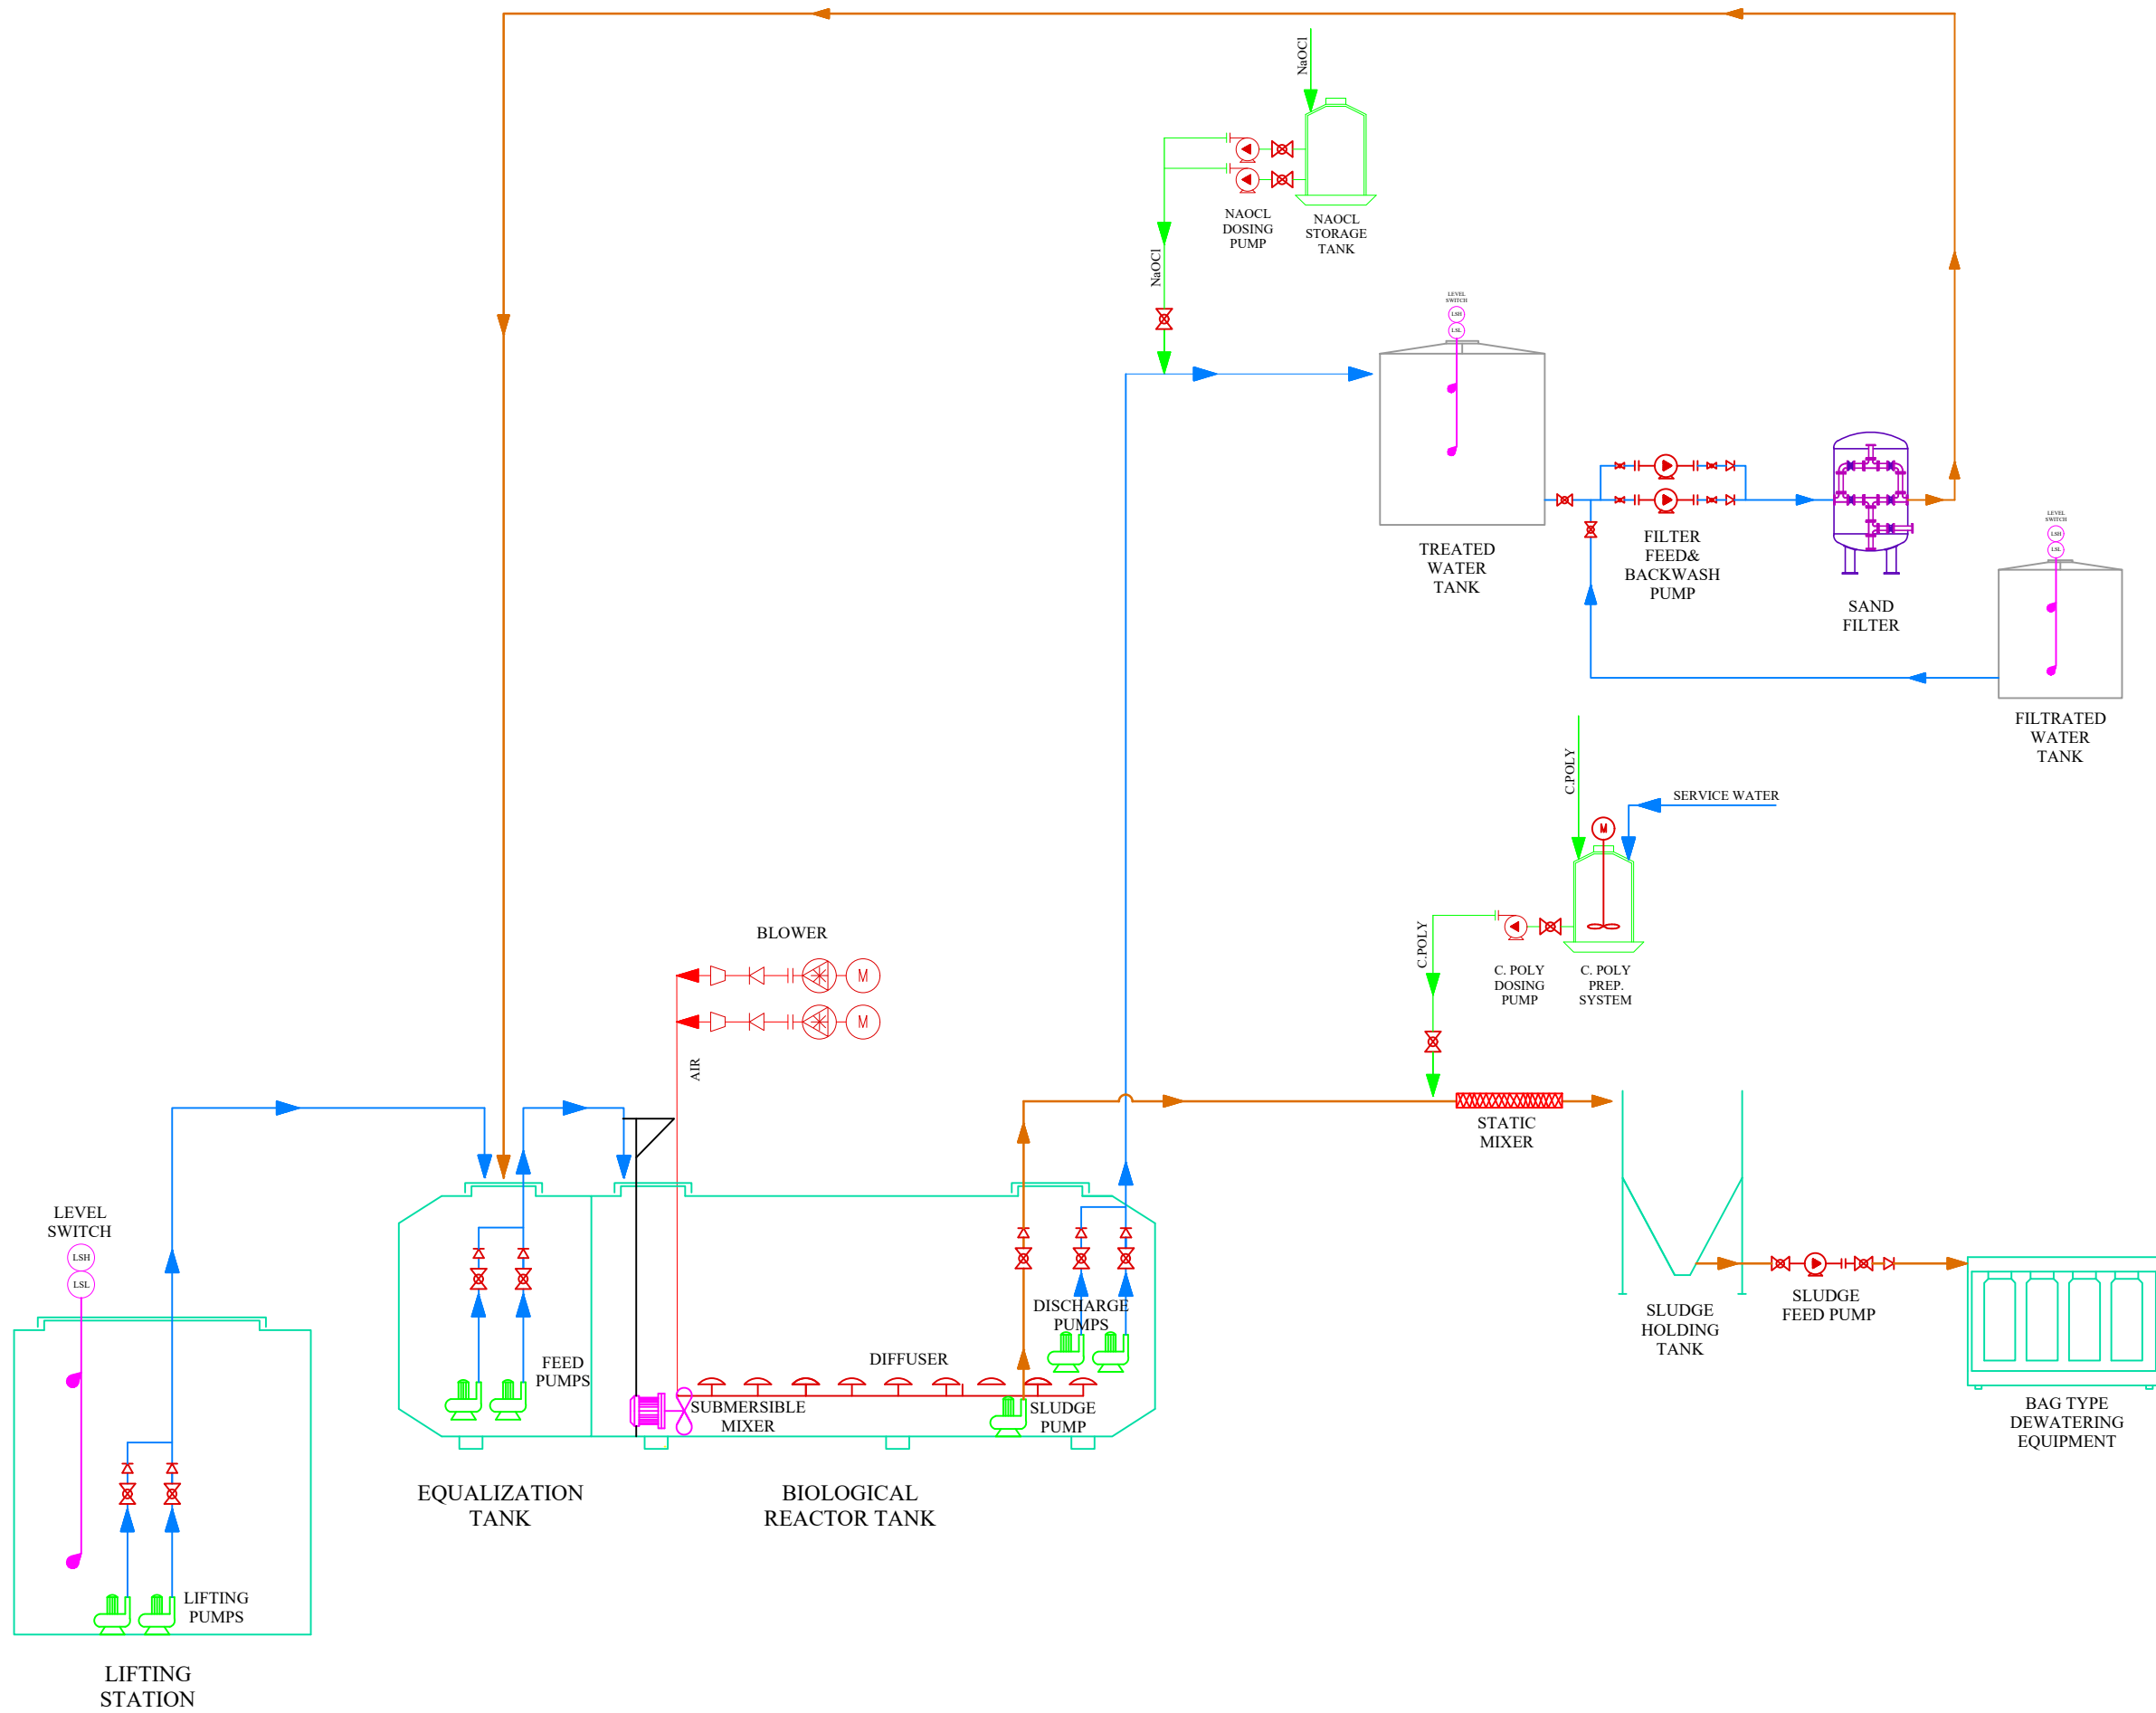 NaOCl
NAOCL
DOSING
PUMP
NAOCL
STORAGE
TANK
NaOCl
LEVEL
SWITCH
LSH
LSL
TREATED
WATER
TANK
FILTER
FEED&
BACKWASH
PUMP
SAND
FILTER
LEVEL
SWITCH
LSH
LSL
FILTRATED
WATER
TANK
C.POLY
SERVICE WATER
M
C.POLY
C. POLY
DOSING
PUMP
C. POLY
PREP.
SYSTEM
BLOWER
M
M
AIR
STATIC
MIXER
LEVEL
SWITCH
LSH
LSL
FEED
PUMPS
SUBMERSIBLE
MIXER
DIFFUSER
DISCHARGE
PUMPS
SLUDGE
PUMP
SLUDGE
HOLDING
TANK
SLUDGE
FEED PUMP
BAG TYPE
DEWATERING
EQUIPMENT
EQUALIZATION
TANK
BIOLOGICAL
REACTOR TANK
LIFTING
PUMPS
LIFTING
STATION